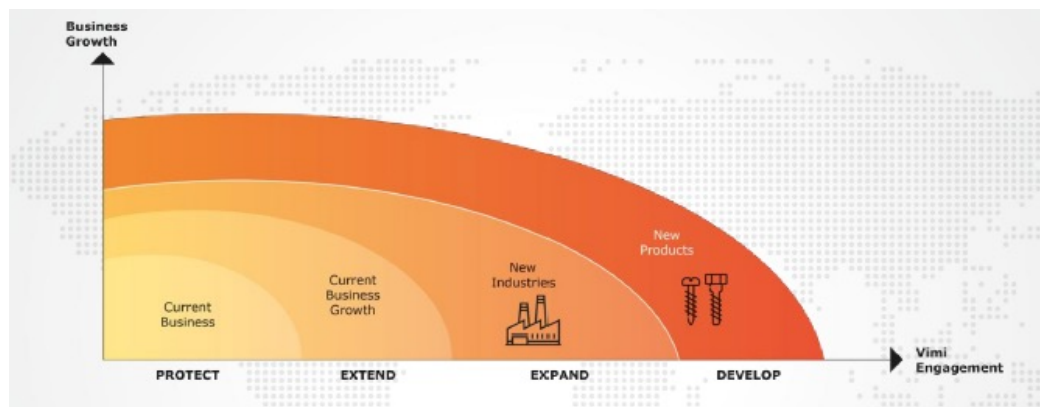 Business
Growth
New
Products
New
Industries
Current
Business
Growth
Current
Business
Vimi
Engagement
PROTECT
EXTEND
EXPAND
DEVELOP